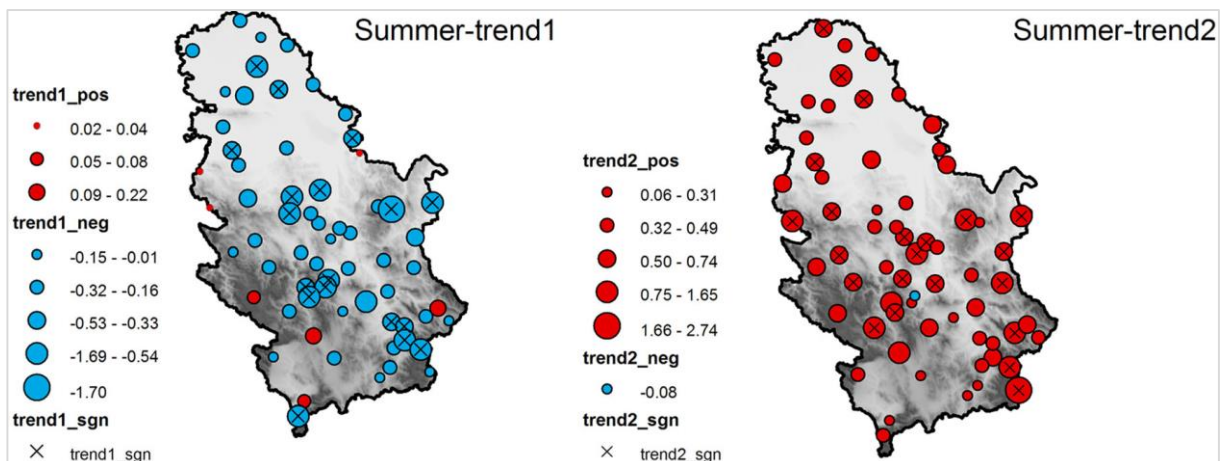 Summer-trend1
trend1_pos
0.02 - 0.04
0.05 - 0.08
0.09 - 0.22
trend1_neg
-0.15 - -0.01
-0.32 - -0.16
-0.53 - -0.33
-1.69 - -0.54
-1.70
trend1_sgn
trend1_sgn
Summer-trend2
trend2_pos
0.06 - 0.31
0.32 - 0.49
0.50 - 0.74
0.75 - 1.65
1.66 - 2.74
trend2_neg
-0.08
trend2_sgn
trend2_sgn